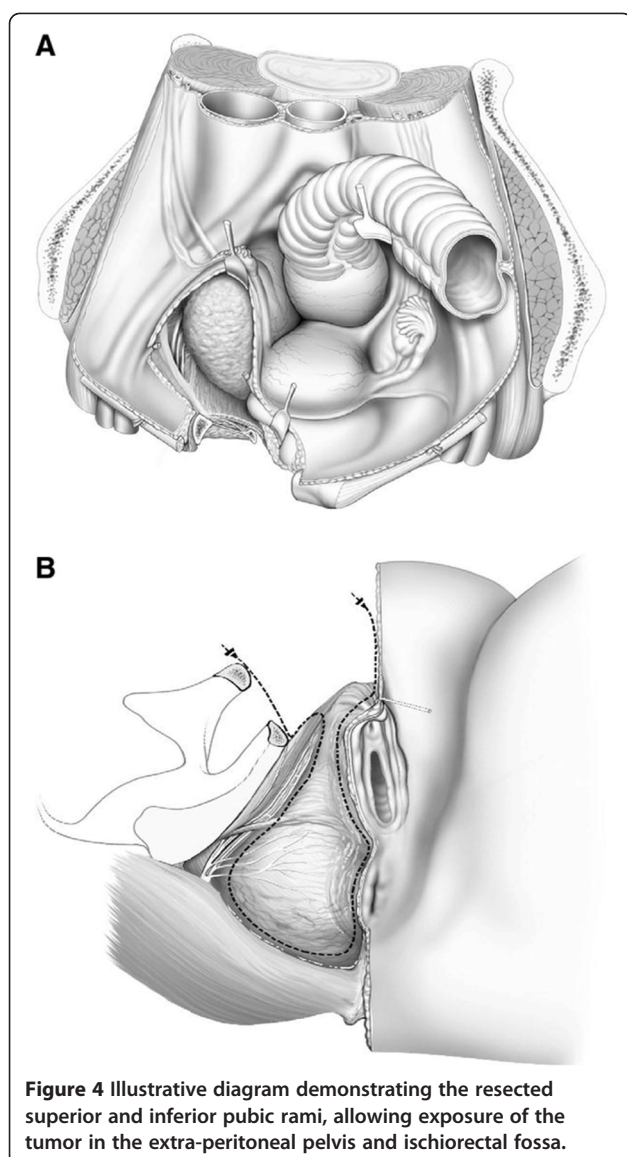 A
B
Figure 4 Illustrative diagram demonstrating the resected
superior and inferior pubic rami, allowing exposure of the
tumor in the extra-peritoneal pelvis and ischiorectal fossa.